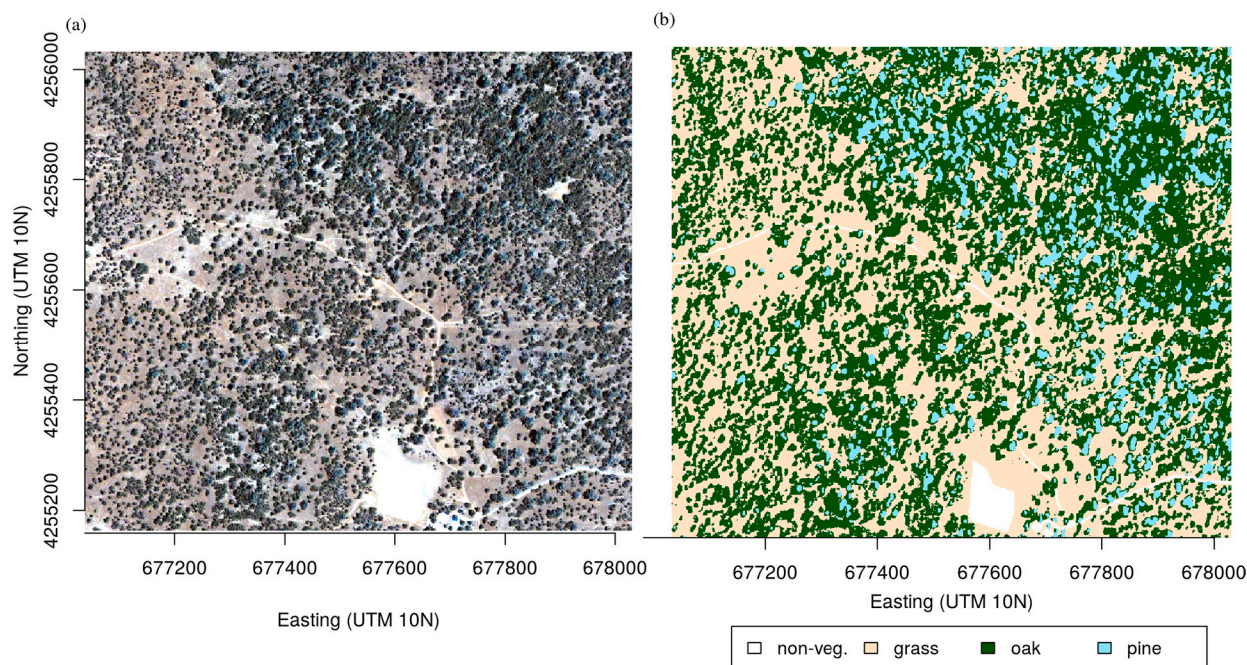 (a)
(b)
Northing (UTM 10N)
4256000
4255800
4255600
4255400
4255200
677200 677400 677600 677800 678000
Easting (UTM 10N)
677200 677400 677600 677800 678000
Easting (UTM 10N)
non-veg. grass oak pine